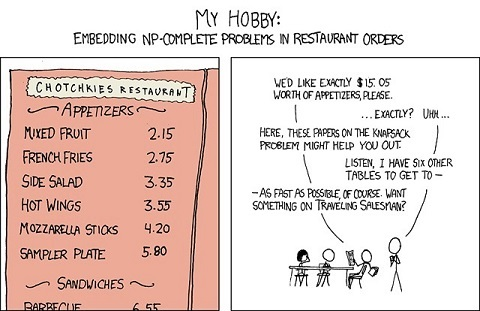 MY HOBBY:
EMBEDDING NP-COMPLETE PROBLEMS IN RESTAURANT ORDERS
CHOTCHKIES RESTAURANT
APPETIZERS
MIXED FRUIT 2.15
FRENCH FRIES 2.75
SIDE SALAD 3.35
HOT WINGS 3.55
MOZZARELLA STICKS 4.20
SAMPLER PLATE 5.80
SANDWICHES
BARBECUE 6.55
WE'D LIKE EXACTLY $15.05
WORTH OF APPETIZERS, PLEASE.
...EXACTLY? UHH...
HERE, THESE PAPERS ON THE KNAPSACK
PROBLEM MIGHT HELP YOU OUT.
LISTEN, I HAVE SIX OTHER
TABLES TO GET TO —
— AS FAST AS POSSIBLE, OF COURSE. WANT
SOMETHING ON TRAVELING SALESMAN?